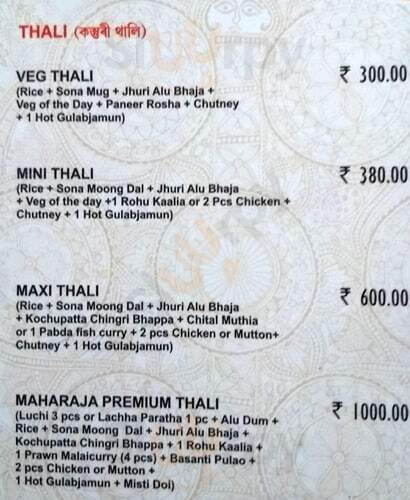 THALI (কস্তুরী থালি)
VEG THALI ₹ 300.00
(Rice + Sona Mug + Jhuri Alu Bhaja +
Veg of the Day + Paneer Rosha + Chutney
+ 1 Hot Gulabjamun)
MINI THALI ₹ 380.00
(Rice + Sona Moong Dal + Jhuri Alu Bhaja
+ Veg of the day +1 Rohu Kaalia or 2 Pcs Chicken +
Chutney + 1 Hot Gulabjamun)
MAXI THALI ₹ 600.00
(Rice + Sona Moong Dal + Jhuri Alu Bhaja
+ Kochupatta Chingri Bhappa + Chital Muthia
or 1 Pabda fish curry + 2 pcs Chicken or Mutton+
Chutney + 1 Hot Gulabjamun)
MAHARAJA PREMIUM THALI ₹ 1000.00
(Luchi 3 pcs or Lachha Paratha 1 pc + Alu Dum +
Rice + Sona Moong Dal + Jhuri Alu Bhaja +
Kochupatta Chingri Bhappa + 1 Rohu Kaalia +
1 Prawn Malaicurry (4 pcs) + Basanti Pulao +
2 pcs Chicken or Mutton +
1 Hot Gulabjamun + Misti Doi)